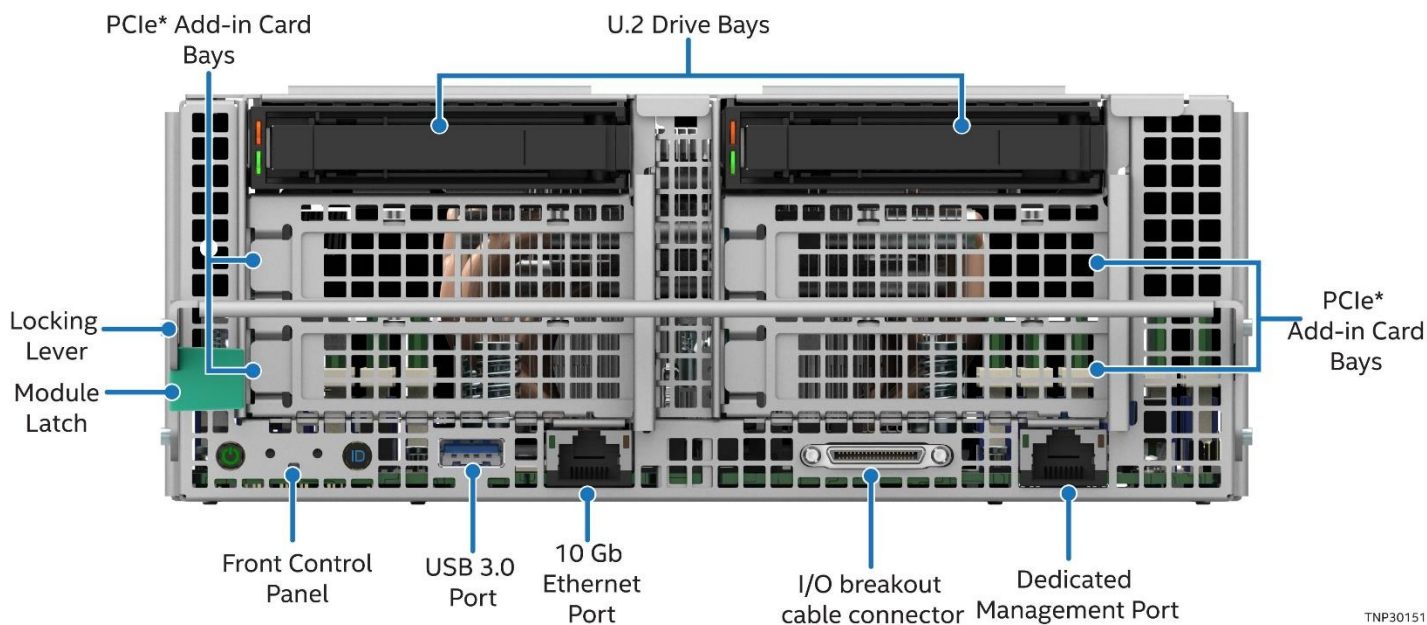 PCIe* Add-in Card
Bays
U.2 Drive Bays
Locking
Lever
Module
Latch
PCIe*
Add-in Card
Bays
ID
Front Control
Panel
USB 3.0
Port
10 Gb
Ethernet
Port
I/O breakout
cable connector
Dedicated
Management Port
TNP30151